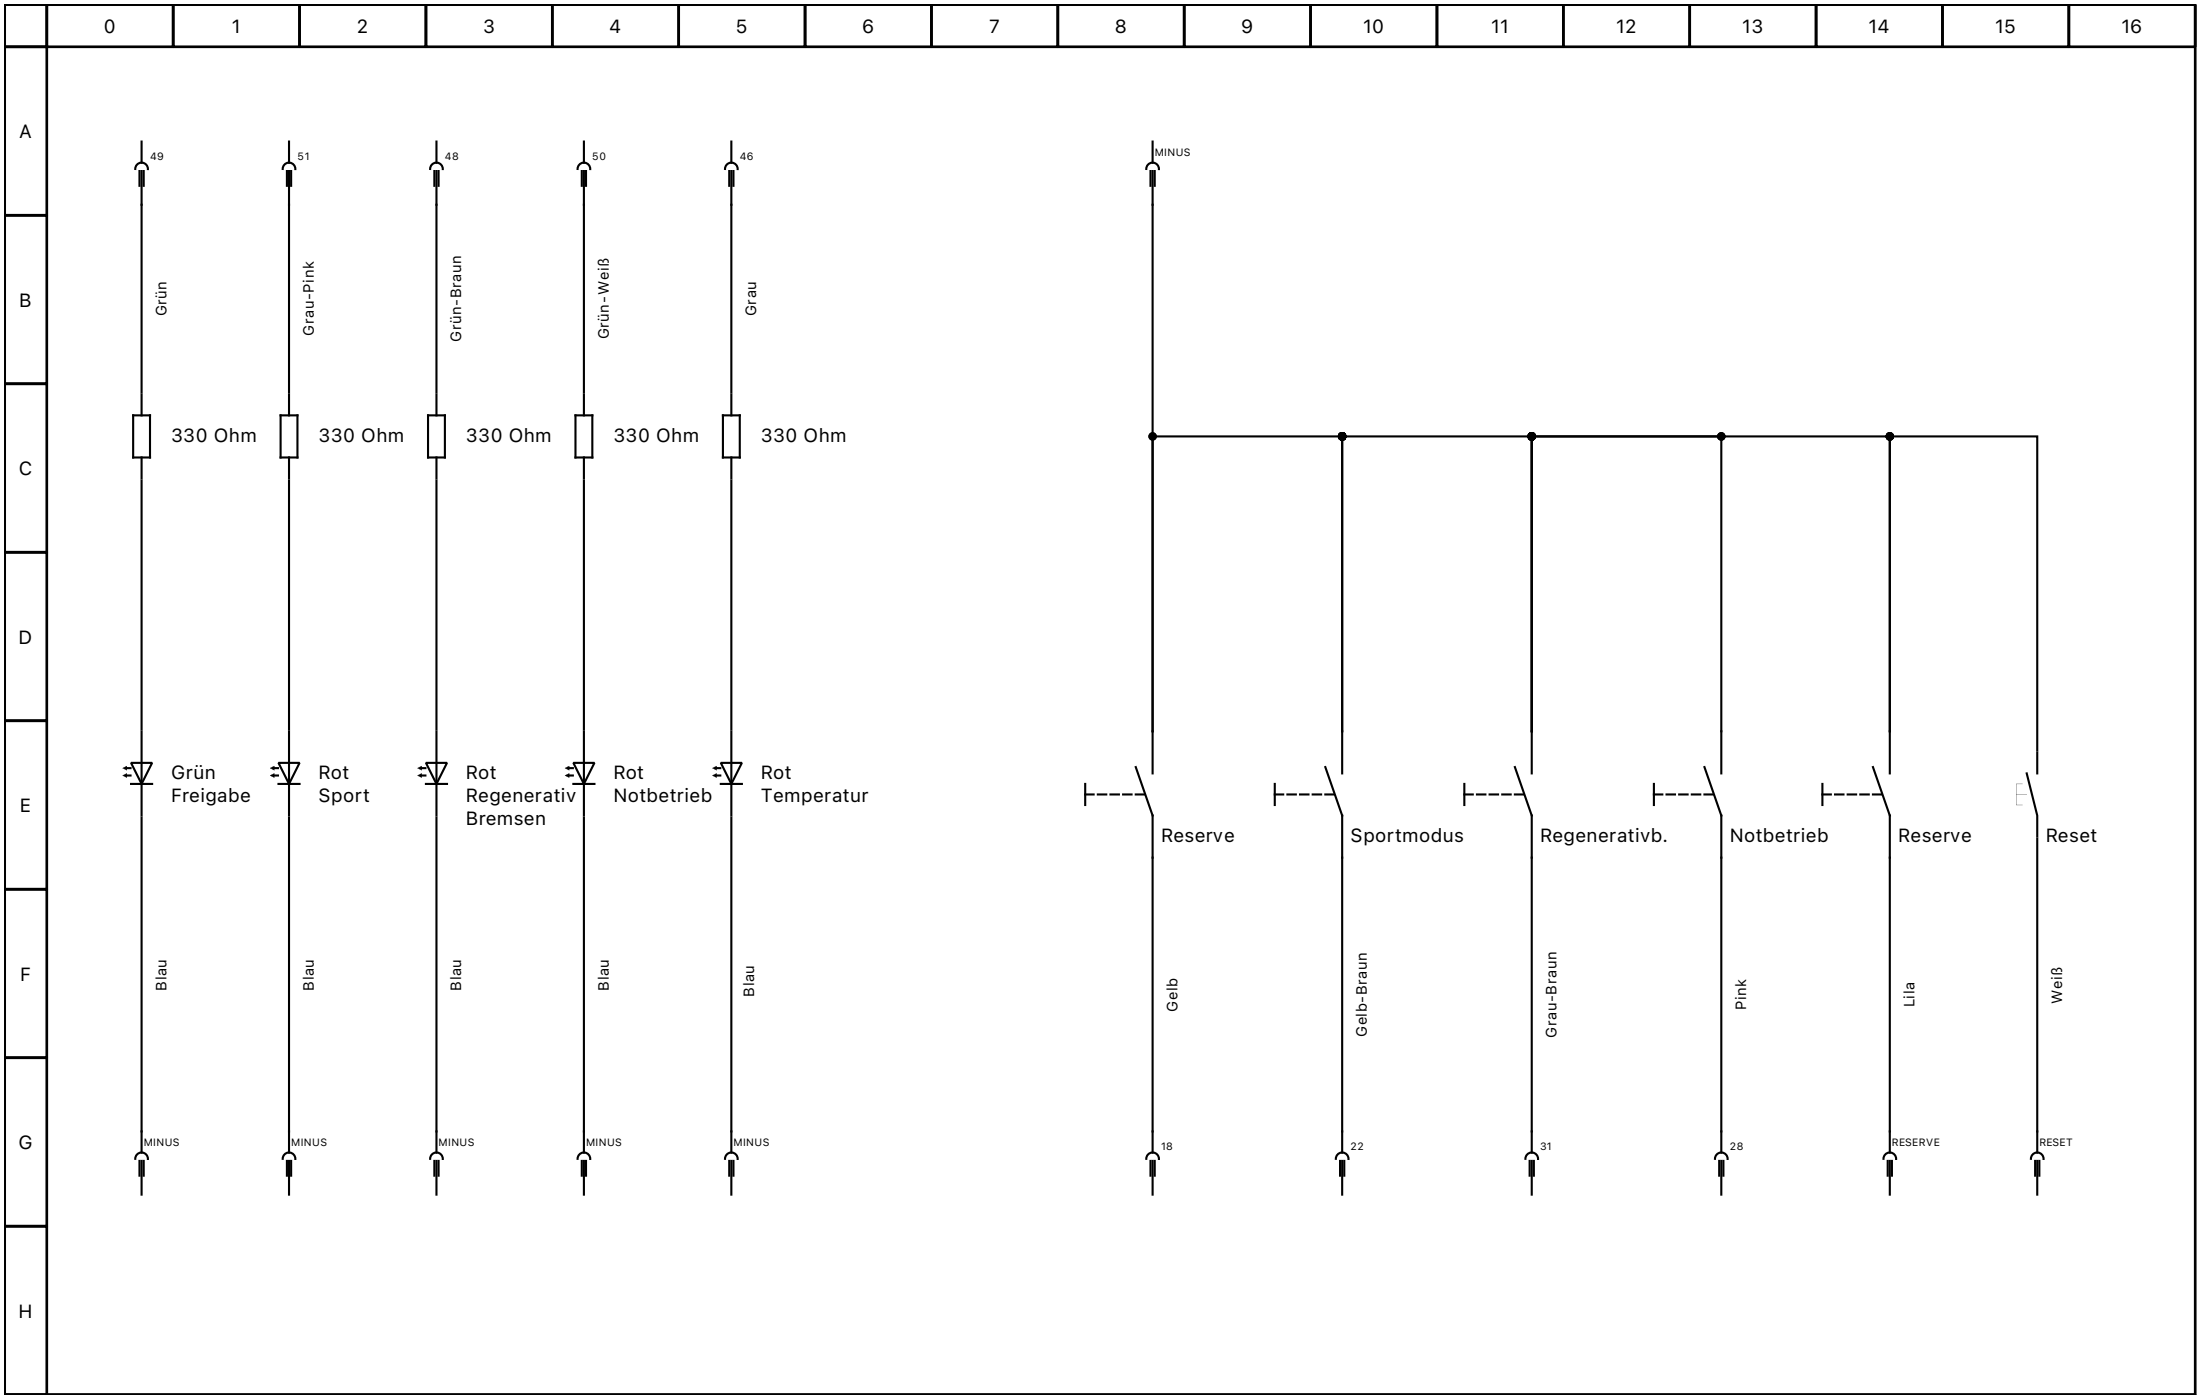 0 1 2 3 4 5 6 7 8 9 10 11 12 13 14 15 16
A
49 51 48 50 46 MINUS
B
Grün Grau-Pink Grün-Braun Grün-Weiß Grau
C
330 Ohm 330 Ohm 330 Ohm 330 Ohm 330 Ohm
D
E
Grün
Freigabe
Rot
Sport
Rot
Regenerativ
Bremsen
Rot
Notbetrieb
Rot
Temperatur
Reserve Sportmodus Regenerativb. Notbetrieb Reserve Reset
F
Blau Blau Blau Blau Blau Gelb Gelb-Braun Grau-Braun Pink Lila Weiß
G
MINUS MINUS MINUS MINUS MINUS 18 22 31 28 RESERVE RESET
H